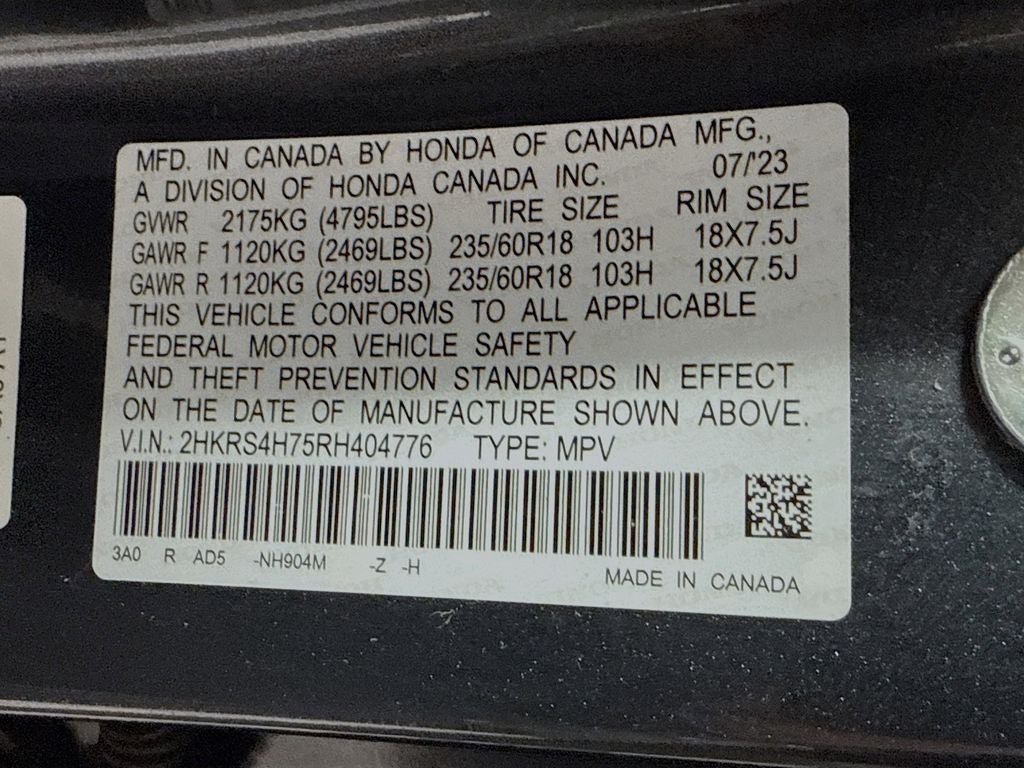 MFD. IN CANADA BY HONDA OF CANADA MFG.,
A DIVISION OF HONDA CANADA INC. 07/'23
GVWR 2175KG (4795LBS) TIRE SIZE RIM SIZE
GAWR F 1120KG (2469LBS) 235/60R18 103H 18X7.5J
GAWR R 1120KG (2469LBS) 235/60R18 103H 18X7.5J
THIS VEHICLE CONFORMS TO ALL APPLICABLE
FEDERAL MOTOR VEHICLE SAFETY
AND THEFT PREVENTION STANDARDS IN EFFECT
ON THE DATE OF MANUFACTURE SHOWN ABOVE.
V.I.N.: 2HKRS4H75RH404776 TYPE: MPV
3A0 R AD5 -NH904M -Z -H
MADE IN CANADA